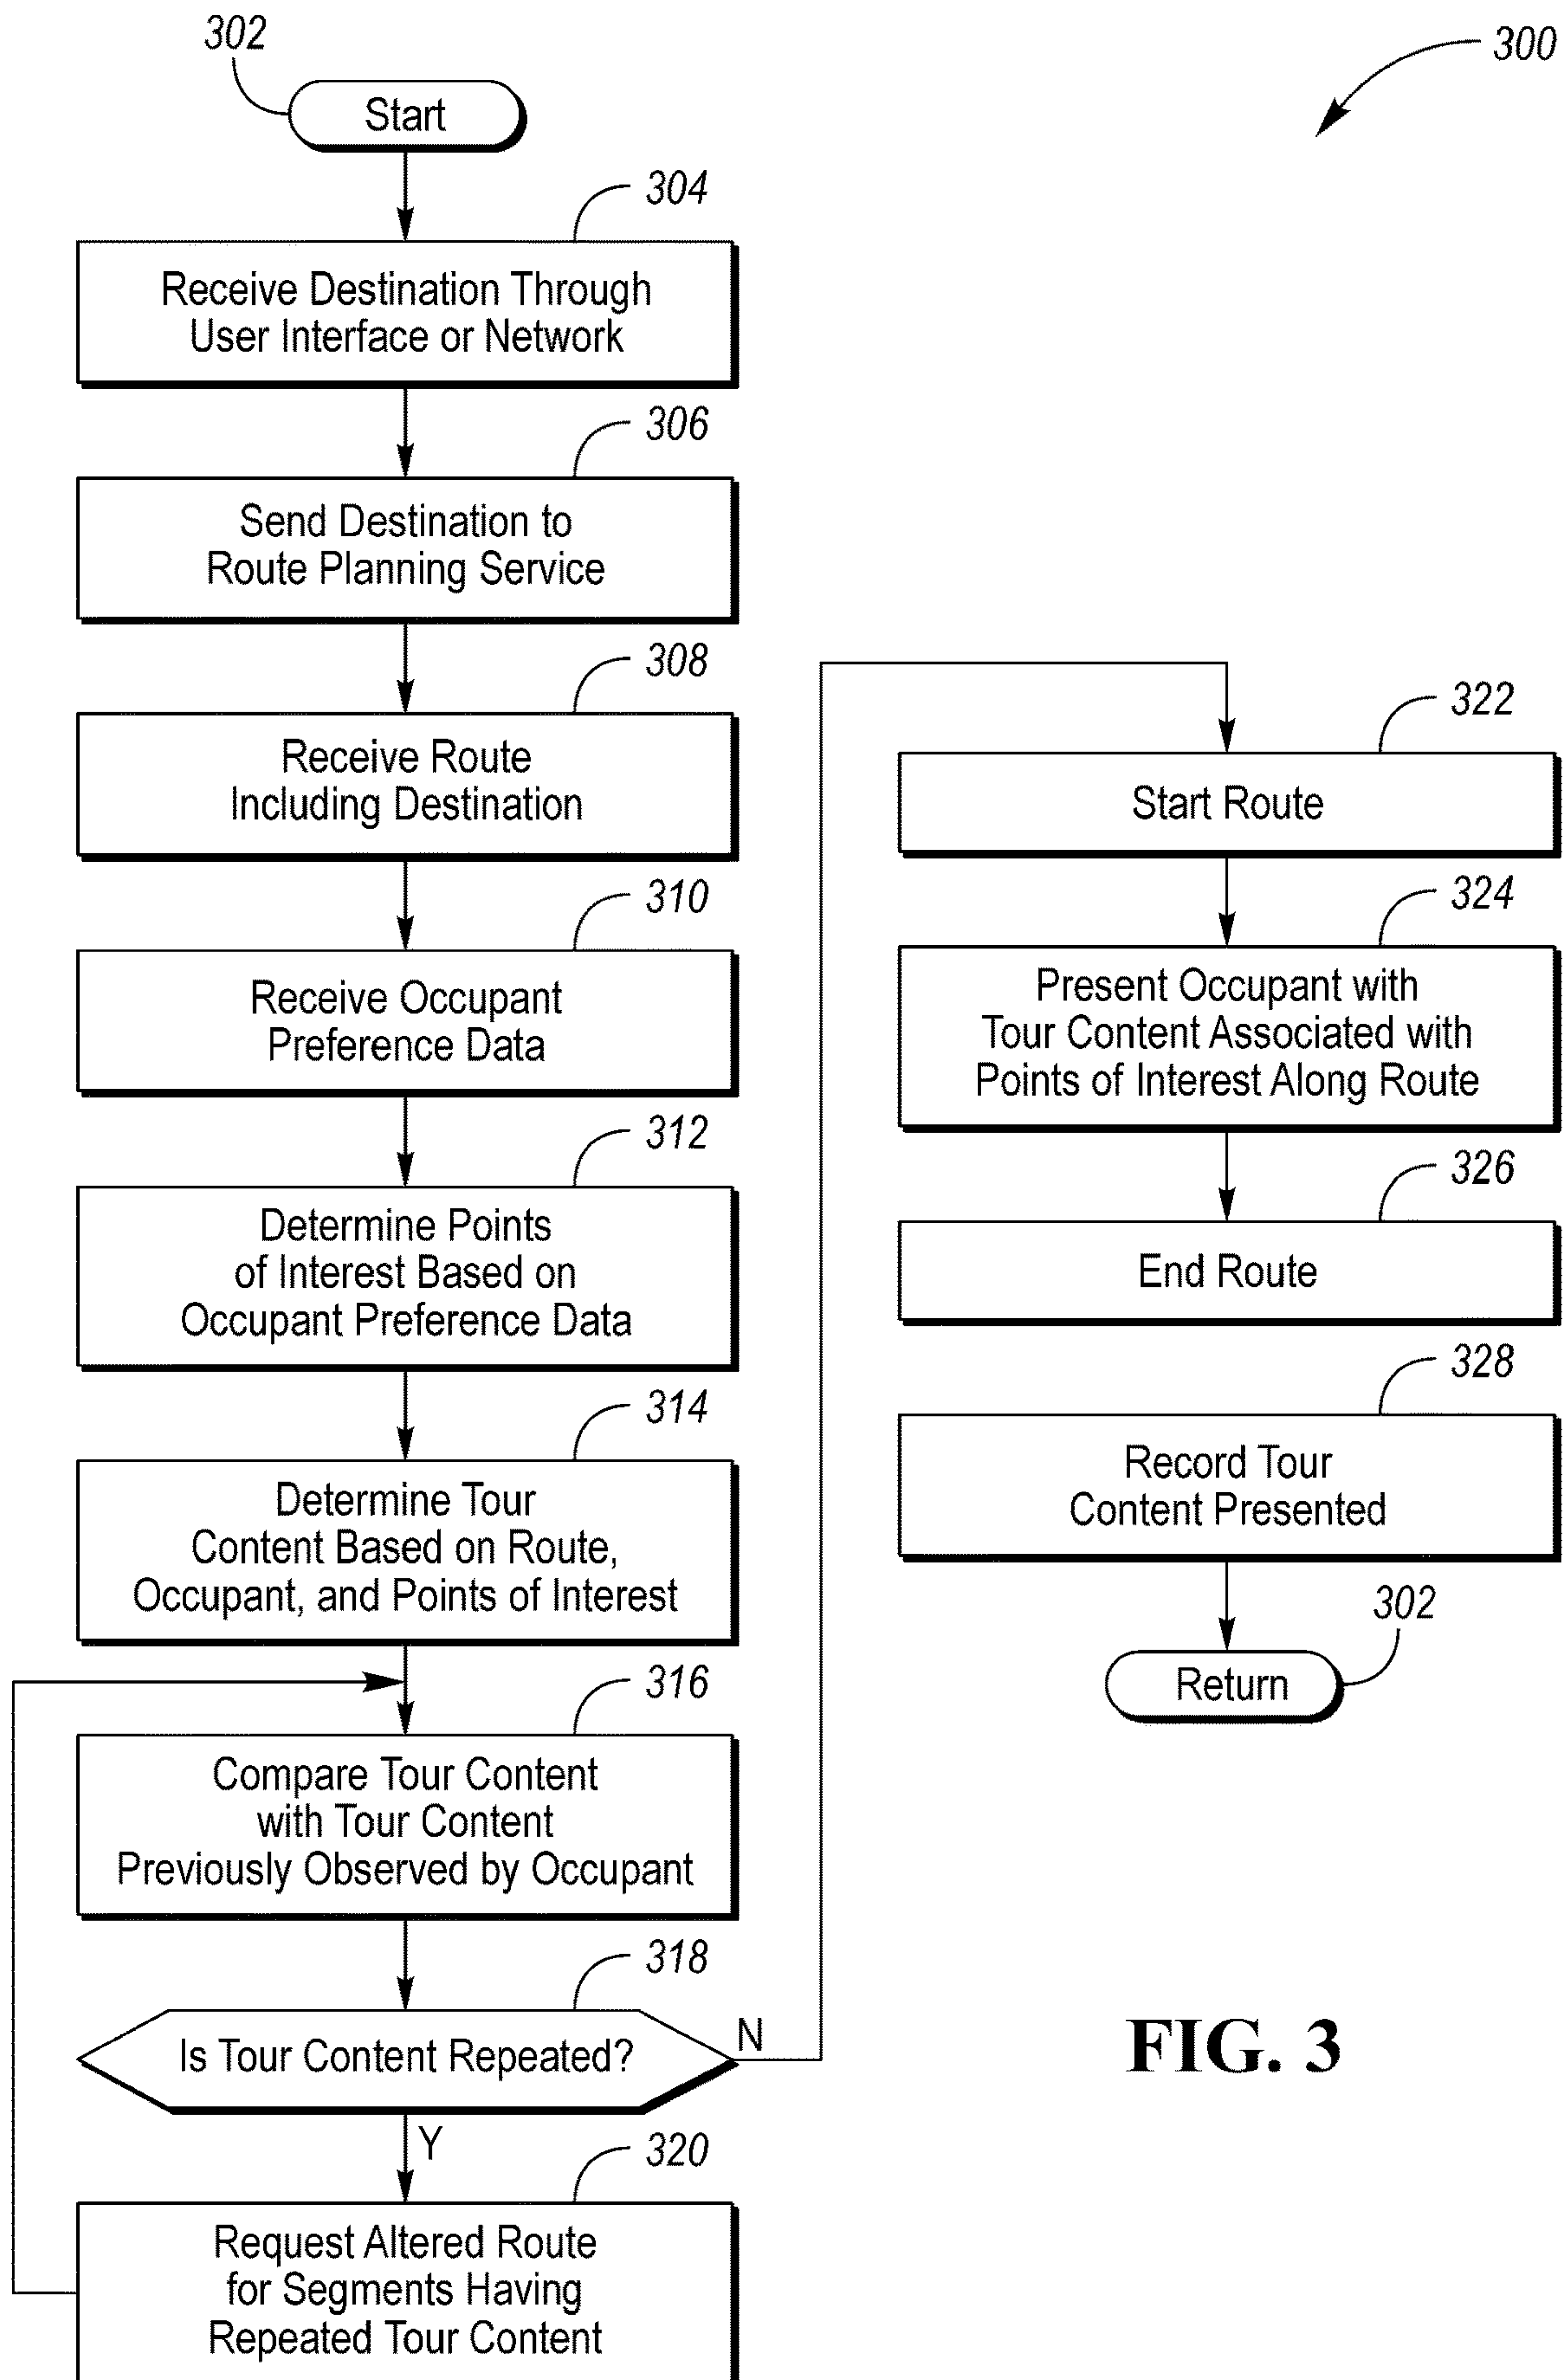 302
Start
300
304
Receive Destination Through
User Interface or Network
306
Send Destination to
Route Planning Service
308
Receive Route
Including Destination
310
Receive Occupant
Preference Data
312
Determine Points
of Interest Based on
Occupant Preference Data
314
Determine Tour
Content Based on Route,
Occupant, and Points of Interest
316
Compare Tour Content
with Tour Content
Previously Observed by Occupant
318
Is Tour Content Repeated?
N
Y
320
Request Altered Route
for Segments Having
Repeated Tour Content
322
Start Route
324
Present Occupant with
Tour Content Associated with
Points of Interest Along Route
326
End Route
328
Record Tour
Content Presented
302
Return
FIG. 3